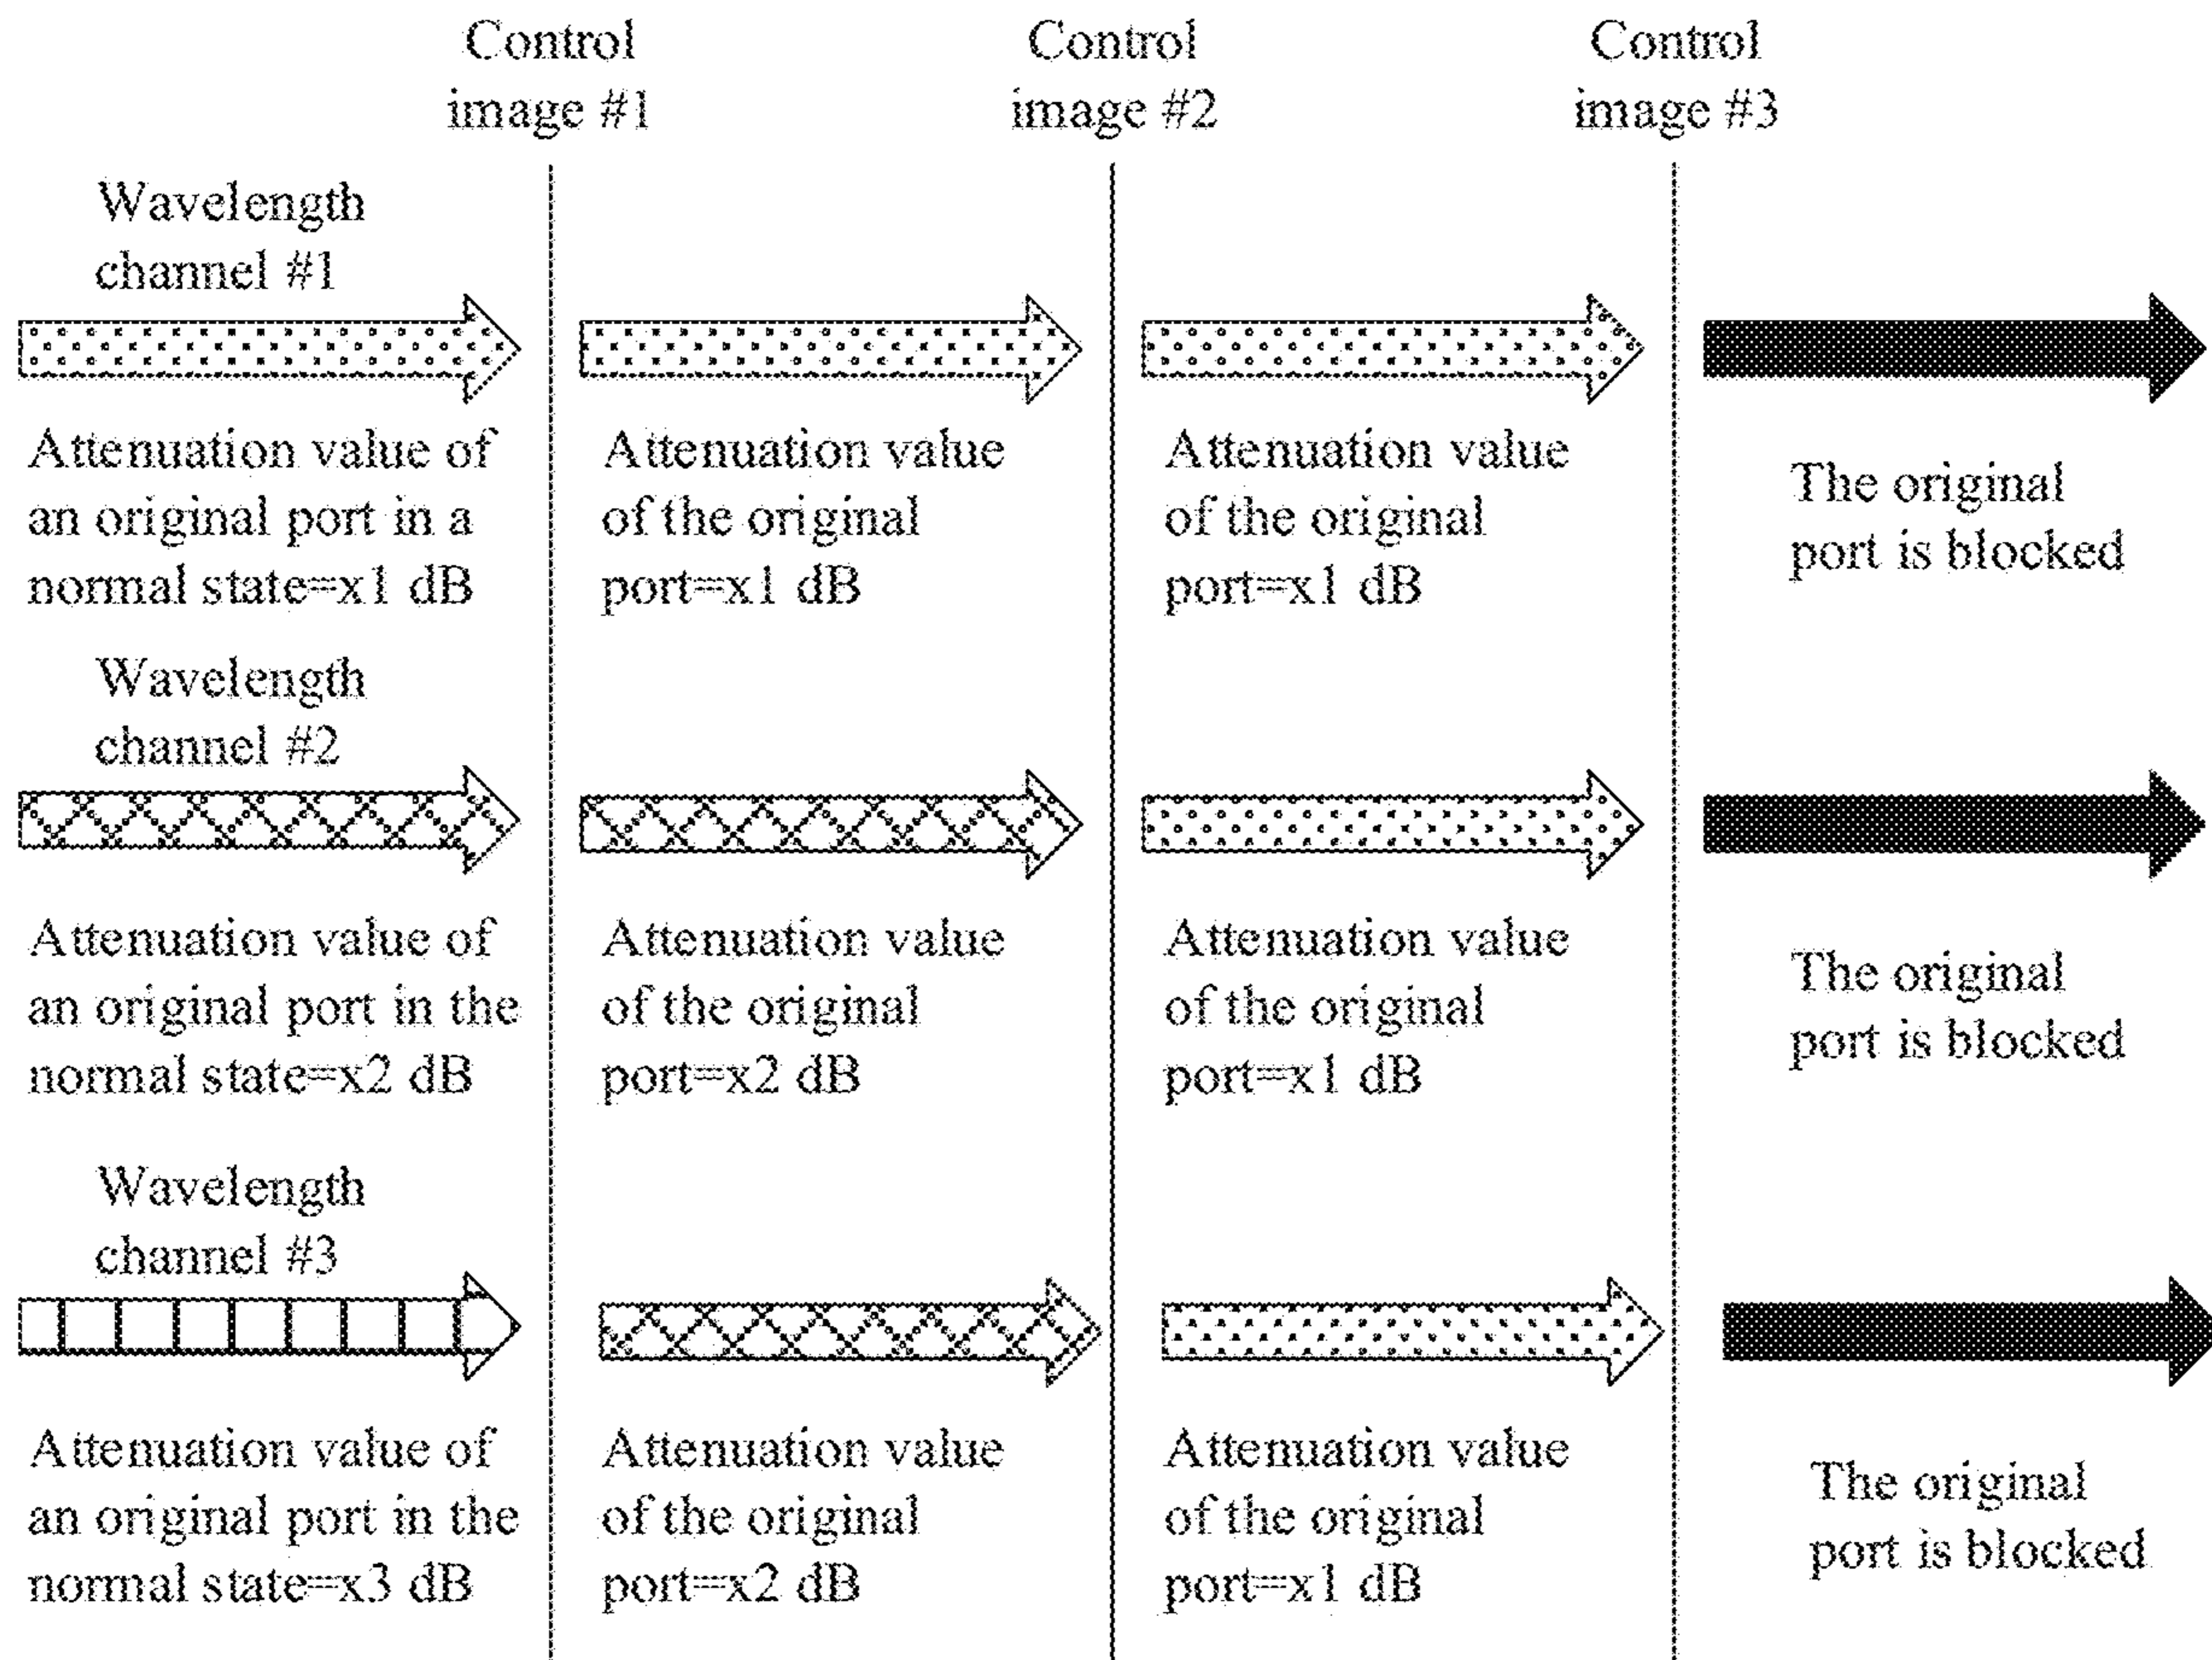 Control
image #1
Control
image #2
Control
image #3
Wavelength
channel #1
Attenuation value of
an original port in a
normal state=x1 dB
Attenuation value
of the original
port=x1 dB
Attenuation value
of the original
port=x1 dB
The original
port is blocked
Wavelength
channel #2
Attenuation value of
an original port in the
normal state=x2 dB
Attenuation value
of the original
port=x2 dB
Attenuation value
of the original
port=x1 dB
The original
port is blocked
Wavelength
channel #3
Attenuation value of
an original port in the
normal state=x3 dB
Attenuation value
of the original
port=x2 dB
Attenuation value
of the original
port=x1 dB
The original
port is blocked